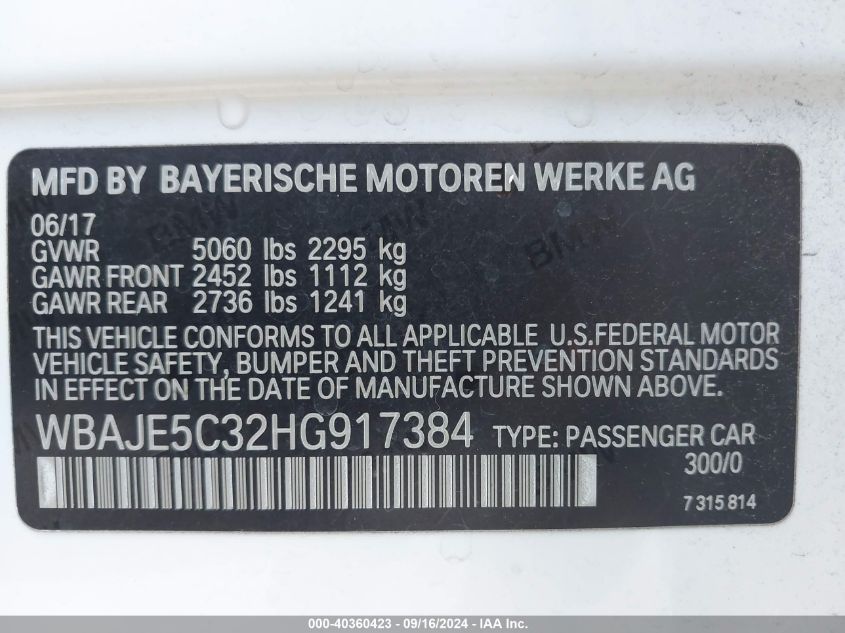 MFD BY BAYERISCHE MOTOREN WERKE AG
06/17
GVWR 5060 lbs 2295 kg
GAWR FRONT 2452 lbs 1112 kg
GAWR REAR 2736 lbs 1241 kg
THIS VEHICLE CONFORMS TO ALL APPLICABLE U.S.FEDERAL MOTOR
VEHICLE SAFETY, BUMPER AND THEFT PREVENTION STANDARDS
IN EFFECT ON THE DATE OF MANUFACTURE SHOWN ABOVE.
WBAJE5C32HG917384 TYPE: PASSENGER CAR
300/0
7 315 814
000-40360423 - 09/16/2024 - IAA Inc.